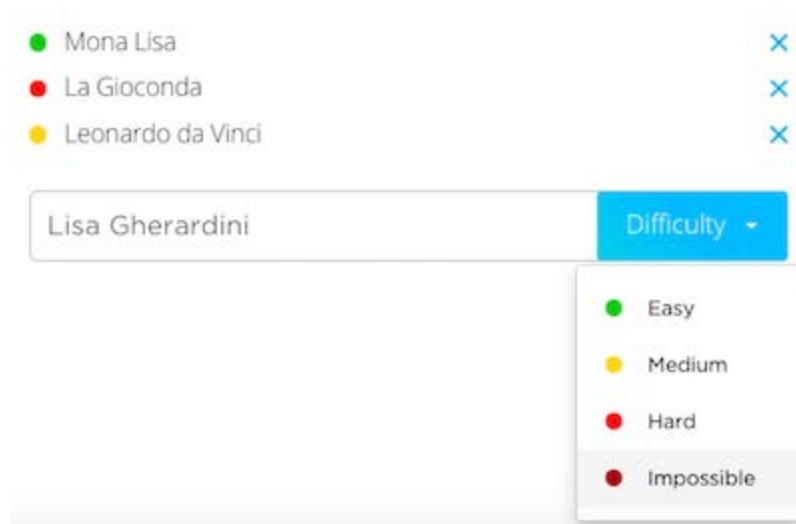 Mona Lisa
La Gioconda
Leonardo da Vinci
Lisa Gherardini
Difficulty
Easy
Medium
Hard
Impossible